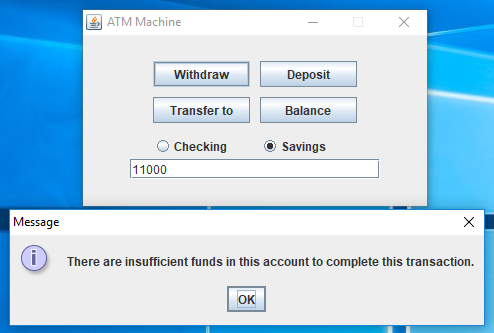 ATM Machine
Withdraw Deposit
Transfer to Balance
Checking Savings
11000
Message
There are insufficient funds in this account to complete this transaction.
OK